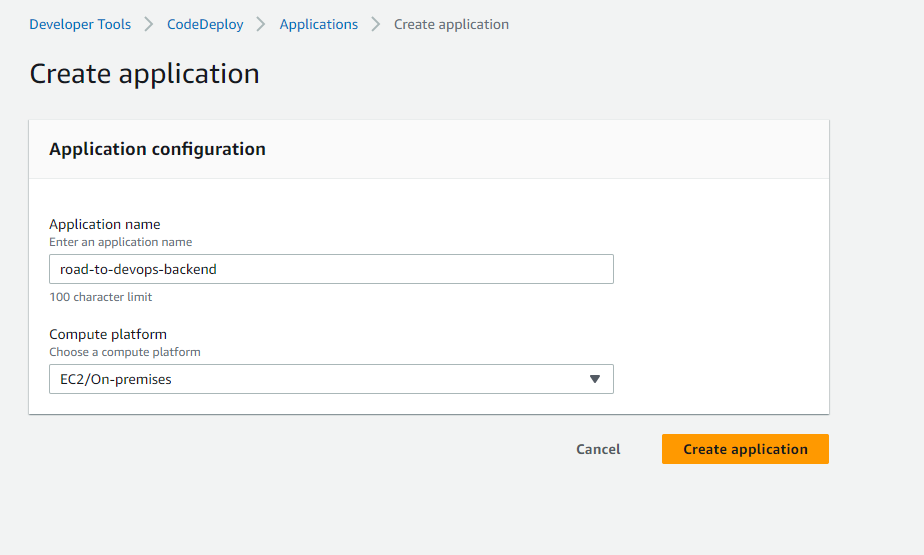 Developer Tools > CodeDeploy > Applications > Create application
Create application
Application configuration
Application name
Enter an application name
road-to-devops-backend
100 character limit
Compute platform
Choose a compute platform
EC2/On-premises
Cancel Create application